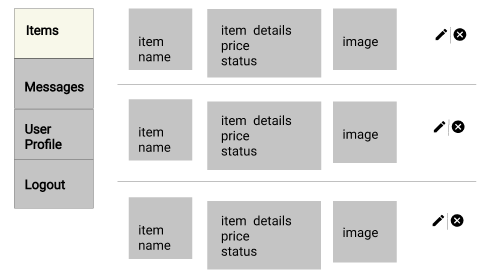 Items
Messages
User
Profile
Logout
item
name
item details
price
status
image
item
name
item details
price
status
image
item
name
item details
price
status
image